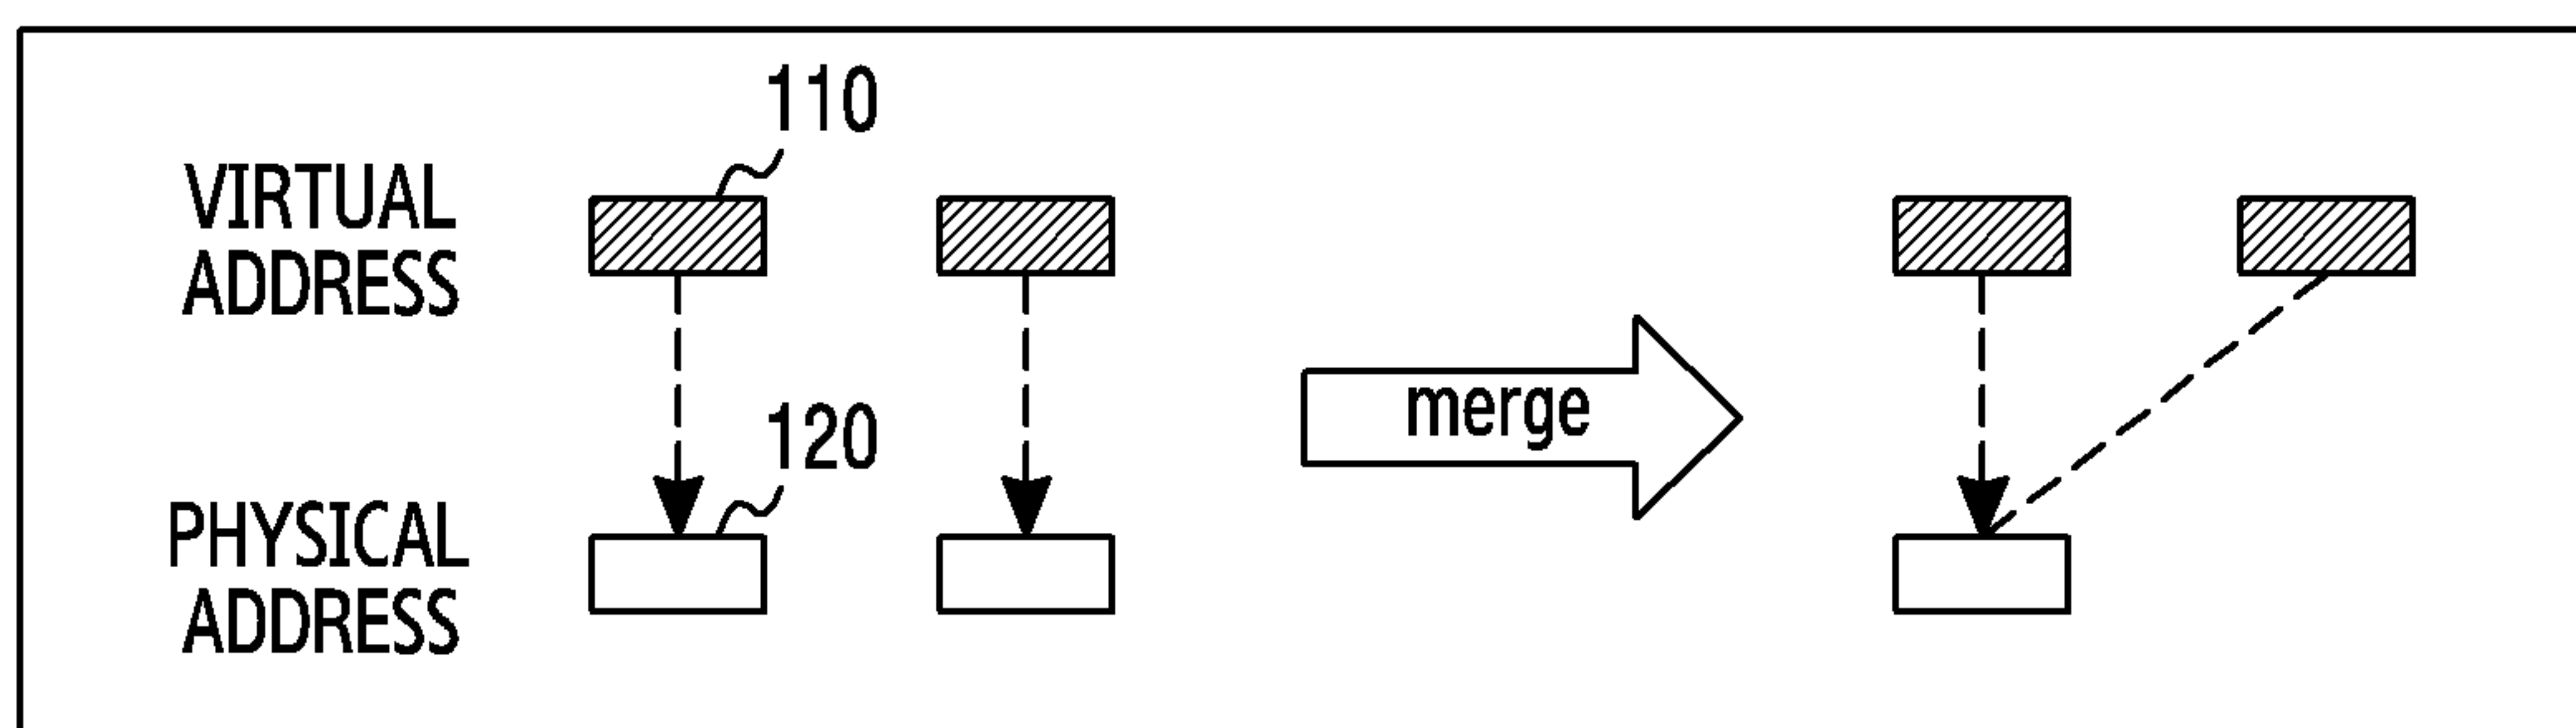 110
VIRTUAL
ADDRESS
merge
120
PHYSICAL
ADDRESS